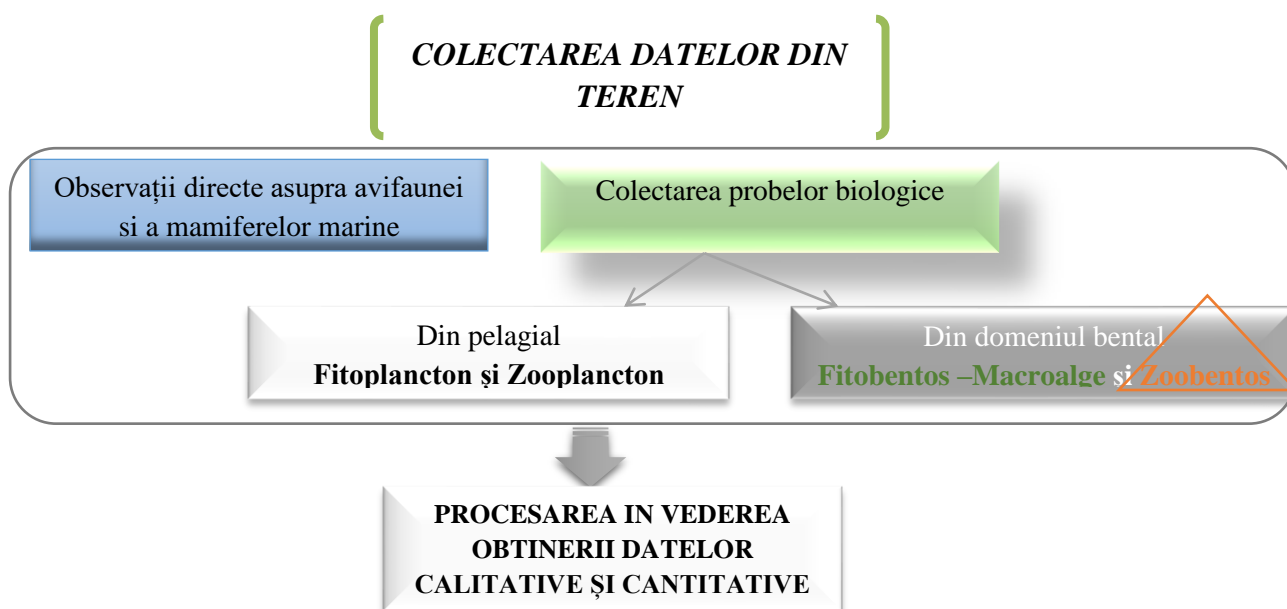 COLECTAREA DATELOR DIN
TEREN
Observații directe asupra avifaunei
si a mamiferelor marine
Colectarea probelor biologice
Din pelagial
Fitoplancton și Zooplancton
Din domeniul bental
Fitobentos –Macroalge și Zoobentos
PROCESAREA IN VEDEREA
OBTINERII DATELOR
CALITATIVE ȘI CANTITATIVE